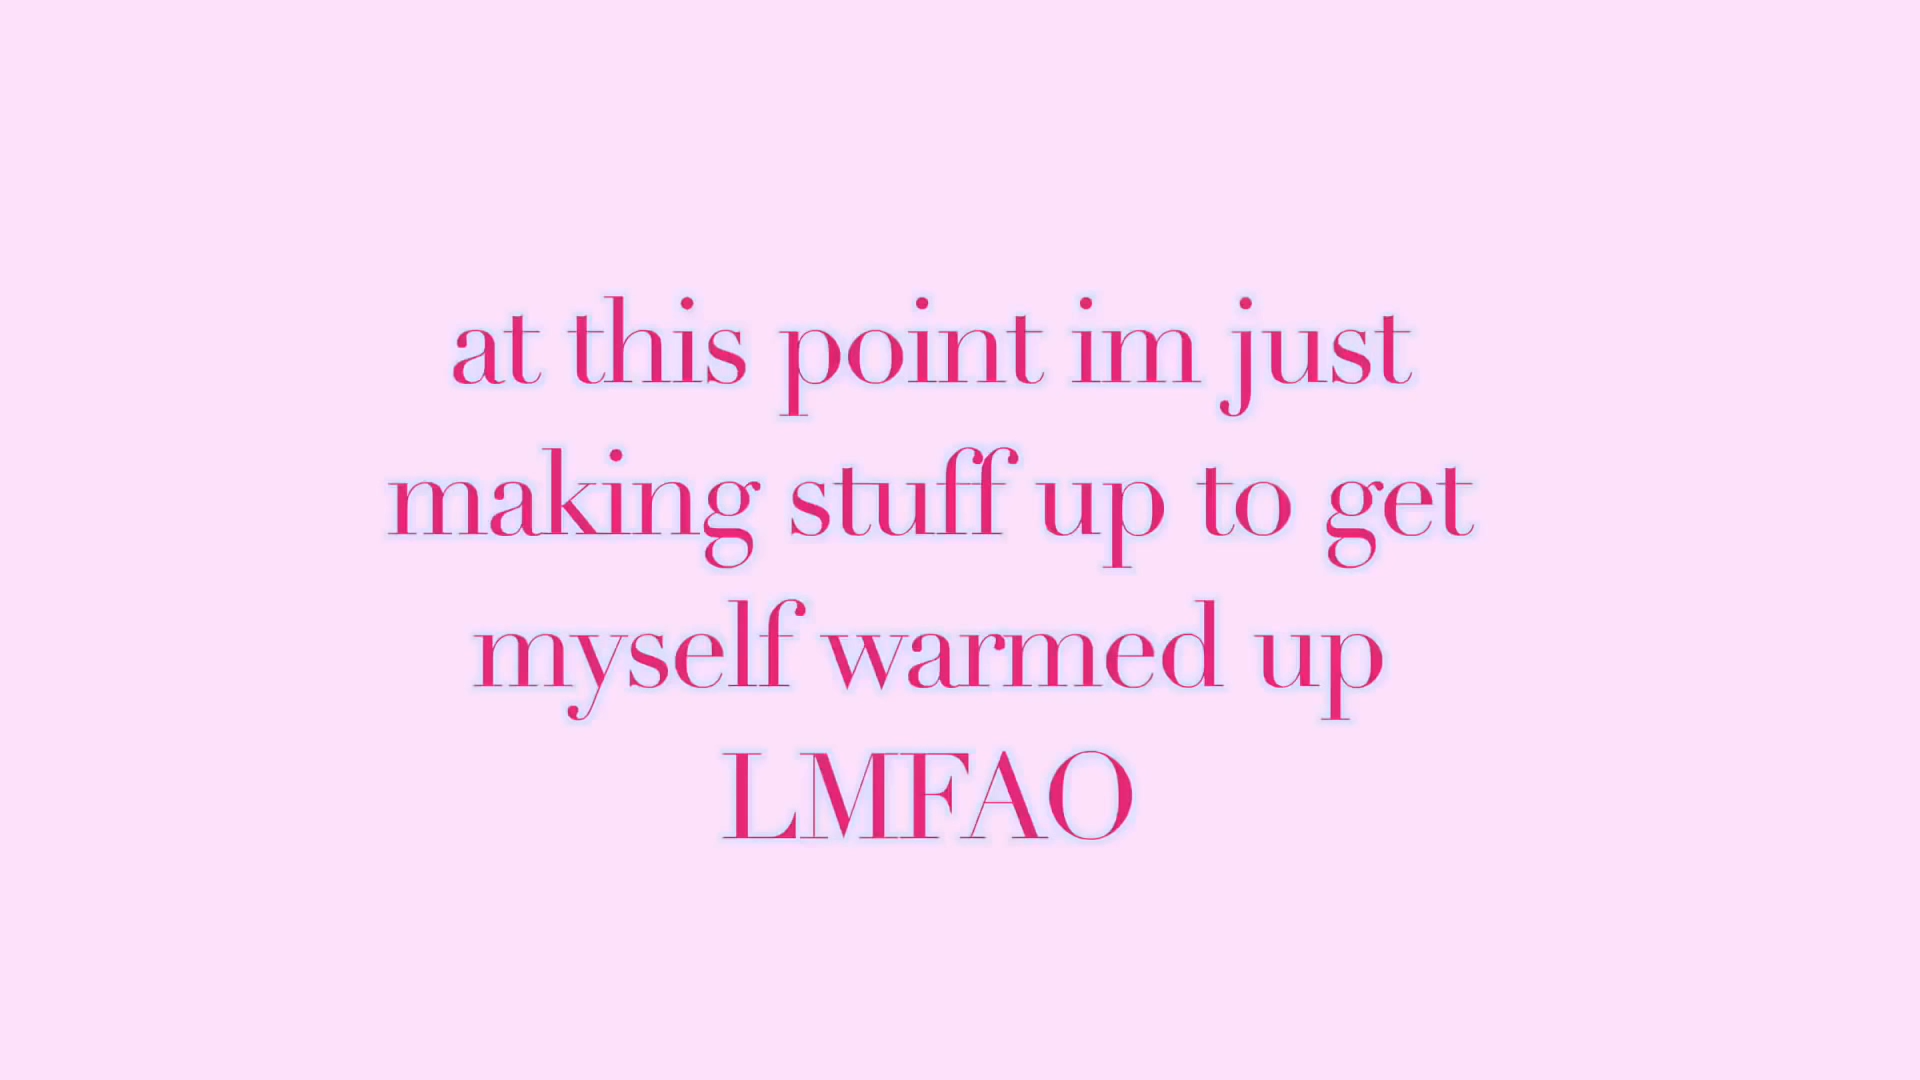 at this point im just
making stuff up to get
myself warmed up
LMFAO